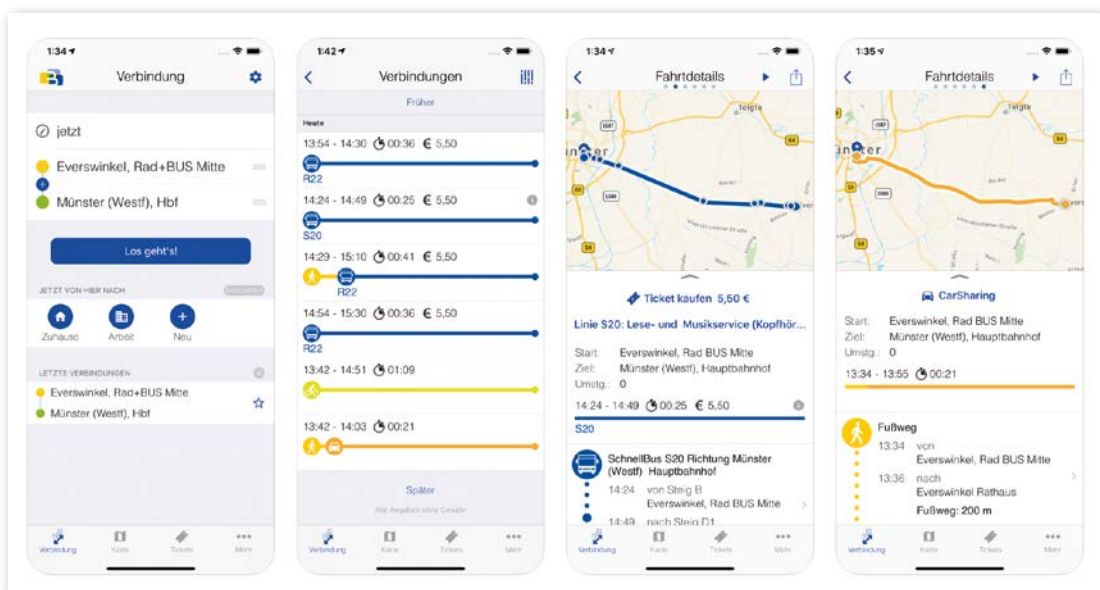 1:34
Verbindung
jetzt
Everswinkel, Rad+BUS Mitte
Münster (Westf), Hbf
Los geht's!
JETZT VON HIER NACH
Zuhause Arbeit Neu
LETZTE VERBINDUNGEN
Everswinkel, Rad+BUS Mitte
Münster (Westf), Hbf
Verbindung Karte Tickets Mehr
1:42
Verbindungen
Früher
Heute
13:54 - 14:30 00:36 € 5,50
R22
14:24 - 14:49 00:25 € 5,50
S20
14:29 - 15:10 00:41 € 5,50
R22
14:54 - 15:30 00:36 € 5,50
R22
13:42 - 14:51 01:09
13:42 - 14:03 00:21
Später
Alle Angaben ohne Gewähr
Verbindung Karte Tickets Mehr
1:34
Fahrtdetails
Telgte
Ticket kaufen 5,50 €
Linie S20: Lese- und Musikservice (Kopfhör...
Start: Everswinkel, Rad BUS Mitte
Ziel: Münster (Westf), Hauptbahnhof
Umstg.: 0
14:24 - 14:49 00:25 € 5,50
S20
SchnellBus S20 Richtung Münster
(Westf) Hauptbahnhof
14:24 von Steig B
Everswinkel, Rad BUS Mitte
14:49 nach Steig D1
Verbindung Karte Tickets Mehr
1:35
Fahrtdetails
Telgte
CarSharing
Start: Everswinkel, Rad BUS Mitte
Ziel: Münster (Westf), Hauptbahnhof
Umstg.: 0
13:34 - 13:55 00:21
Fußweg
13:34 von
Everswinkel, Rad BUS Mitte
13:36 nach
Everswinkel Rathaus
Fußweg: 200 m
Verbindung Karte Tickets Mehr